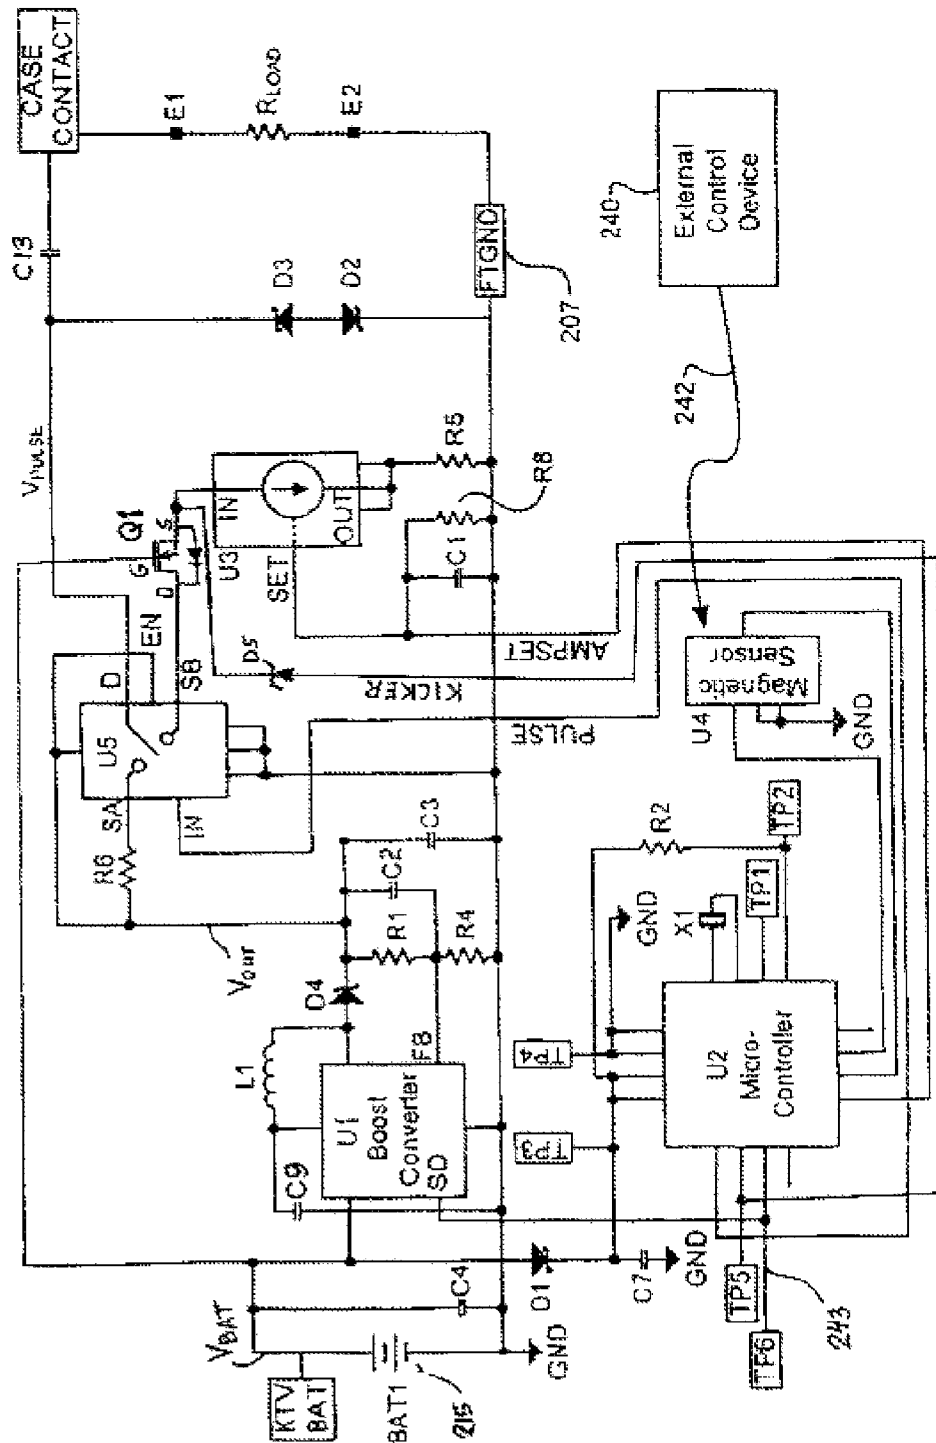 CASE
CONTACT
E1
RLOAD
E2
C13
D3
D2
FTGND
207
240
External
Control
Device
242
VPULSE
Q1
G
S
D
U3
IN
OUT
SET
R5
R8
C1
AMPSET
KICKER
PULSE
D5
EN
D
SB
U5
SA
IN
R6
VOUT
C3
C2
R1
R4
D4
L1
FB
U1
Boost
Converter
SD
C9
U4
Magnetic
Sensor
GND
R2
TP2
TP1
X1
GND
TP4
TP3
U2
Micro-
Controller
D1
C7
GND
TP5
TP6
243
C4
VBAT
KTV
BAT
BAT1
215
GND